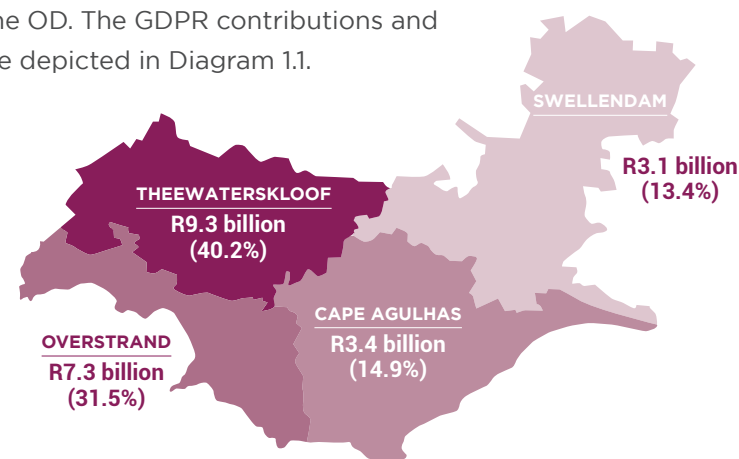 ne OD. The GDPR contributions and
e depicted in Diagram 1.1.
SWELLENDAM
R3.1 billion
(13.4%)
THEEWATERSKLOOF
R9.3 billion
(40.2%)
CAPE AGULHAS
R3.4 billion
(14.9%)
OVERSTRAND
R7.3 billion
(31.5%)